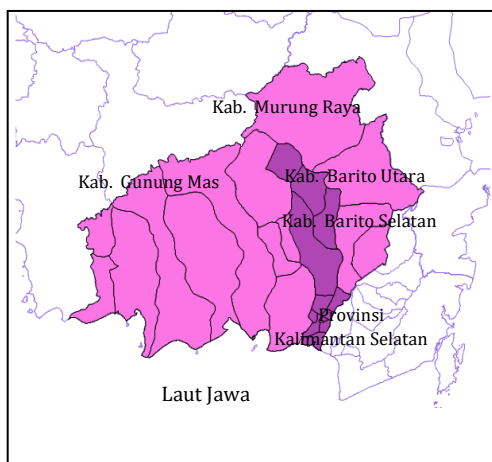 Kab. Murung Raya
Kab. Gunung Mas
Kab. Barito Utara
Kab. Barito Selatan
Provinsi
Kalimantan Selatan
Laut Jawa